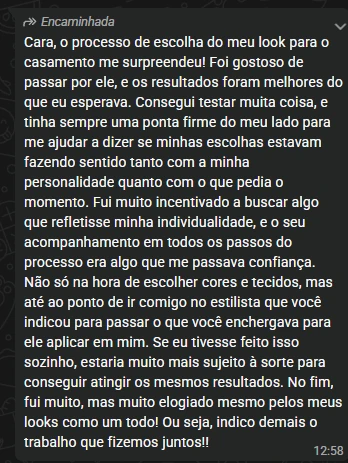 Encaminhada
Cara, o processo de escolha do meu look para o
casamento me surpreendeu! Foi gostoso de
passar por ele, e os resultados foram melhores do
que eu esperava. Consegui testar muita coisa, e
tinha sempre uma ponta firme do meu lado para
me ajudar a dizer se minhas escolhas estavam
fazendo sentido tanto com a minha
personalidade quanto com o que pedia o
momento. Fui muito incentivado a buscar algo
que refletisse minha individualidade, e o seu
acompanhamento em todos os passos do
processo era algo que me passava confiança.
Não só na hora de escolher cores e tecidos, mas
até ao ponto de ir comigo no estilista que você
indicou para passar o que você enchergava para
ele aplicar em mim. Se eu tivesse feito isso
sozinho, estaria muito mais sujeito à sorte para
conseguir atingir os mesmos resultados. No fim,
fui muito, mas muito elogiado mesmo pelos meus
looks como um todo! Ou seja, indico demais o
trabalho que fizemos juntos!!
12:58